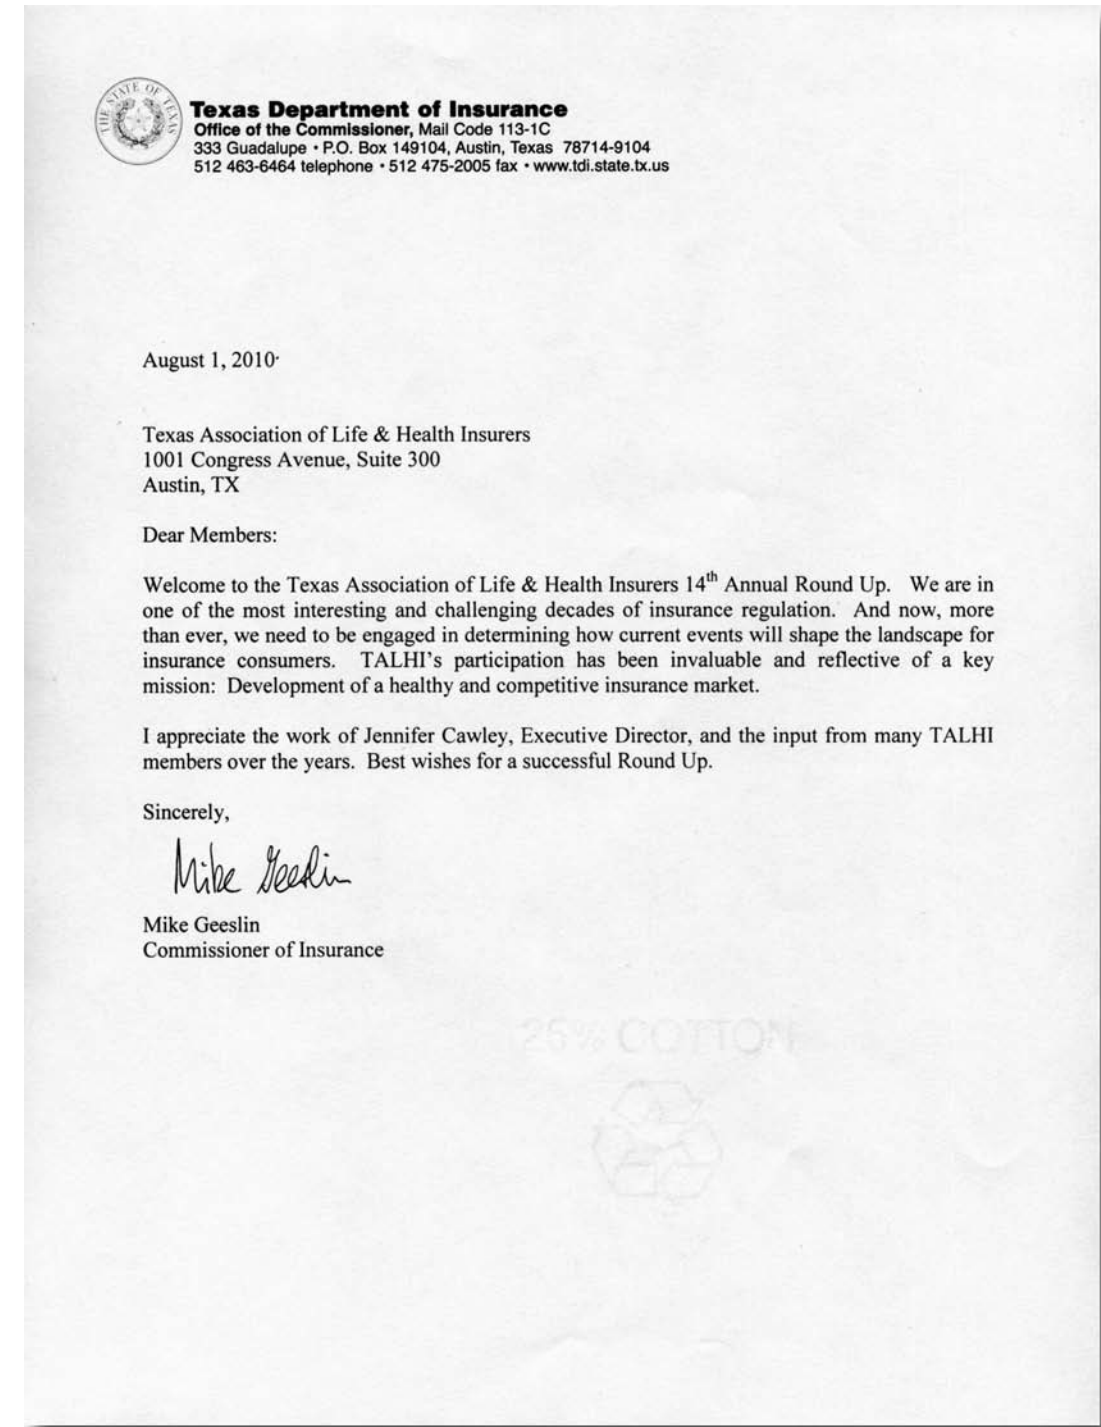 THE STATE OF TEXAS
Texas Department of Insurance
Office of the Commissioner, Mail Code 113-1C
333 Guadalupe • P.O. Box 149104, Austin, Texas 78714-9104
512 463-6464 telephone • 512 475-2005 fax • www.tdi.state.tx.us
August 1, 2010
Texas Association of Life & Health Insurers
1001 Congress Avenue, Suite 300
Austin, TX
Dear Members:
Welcome to the Texas Association of Life & Health Insurers 14th Annual Round Up. We are in
one of the most interesting and challenging decades of insurance regulation. And now, more
than ever, we need to be engaged in determining how current events will shape the landscape for
insurance consumers. TALHI's participation has been invaluable and reflective of a key
mission: Development of a healthy and competitive insurance market.
I appreciate the work of Jennifer Cawley, Executive Director, and the input from many TALHI
members over the years. Best wishes for a successful Round Up.
Sincerely,
Mike Geeslin
Mike Geeslin
Commissioner of Insurance
25% COTTON